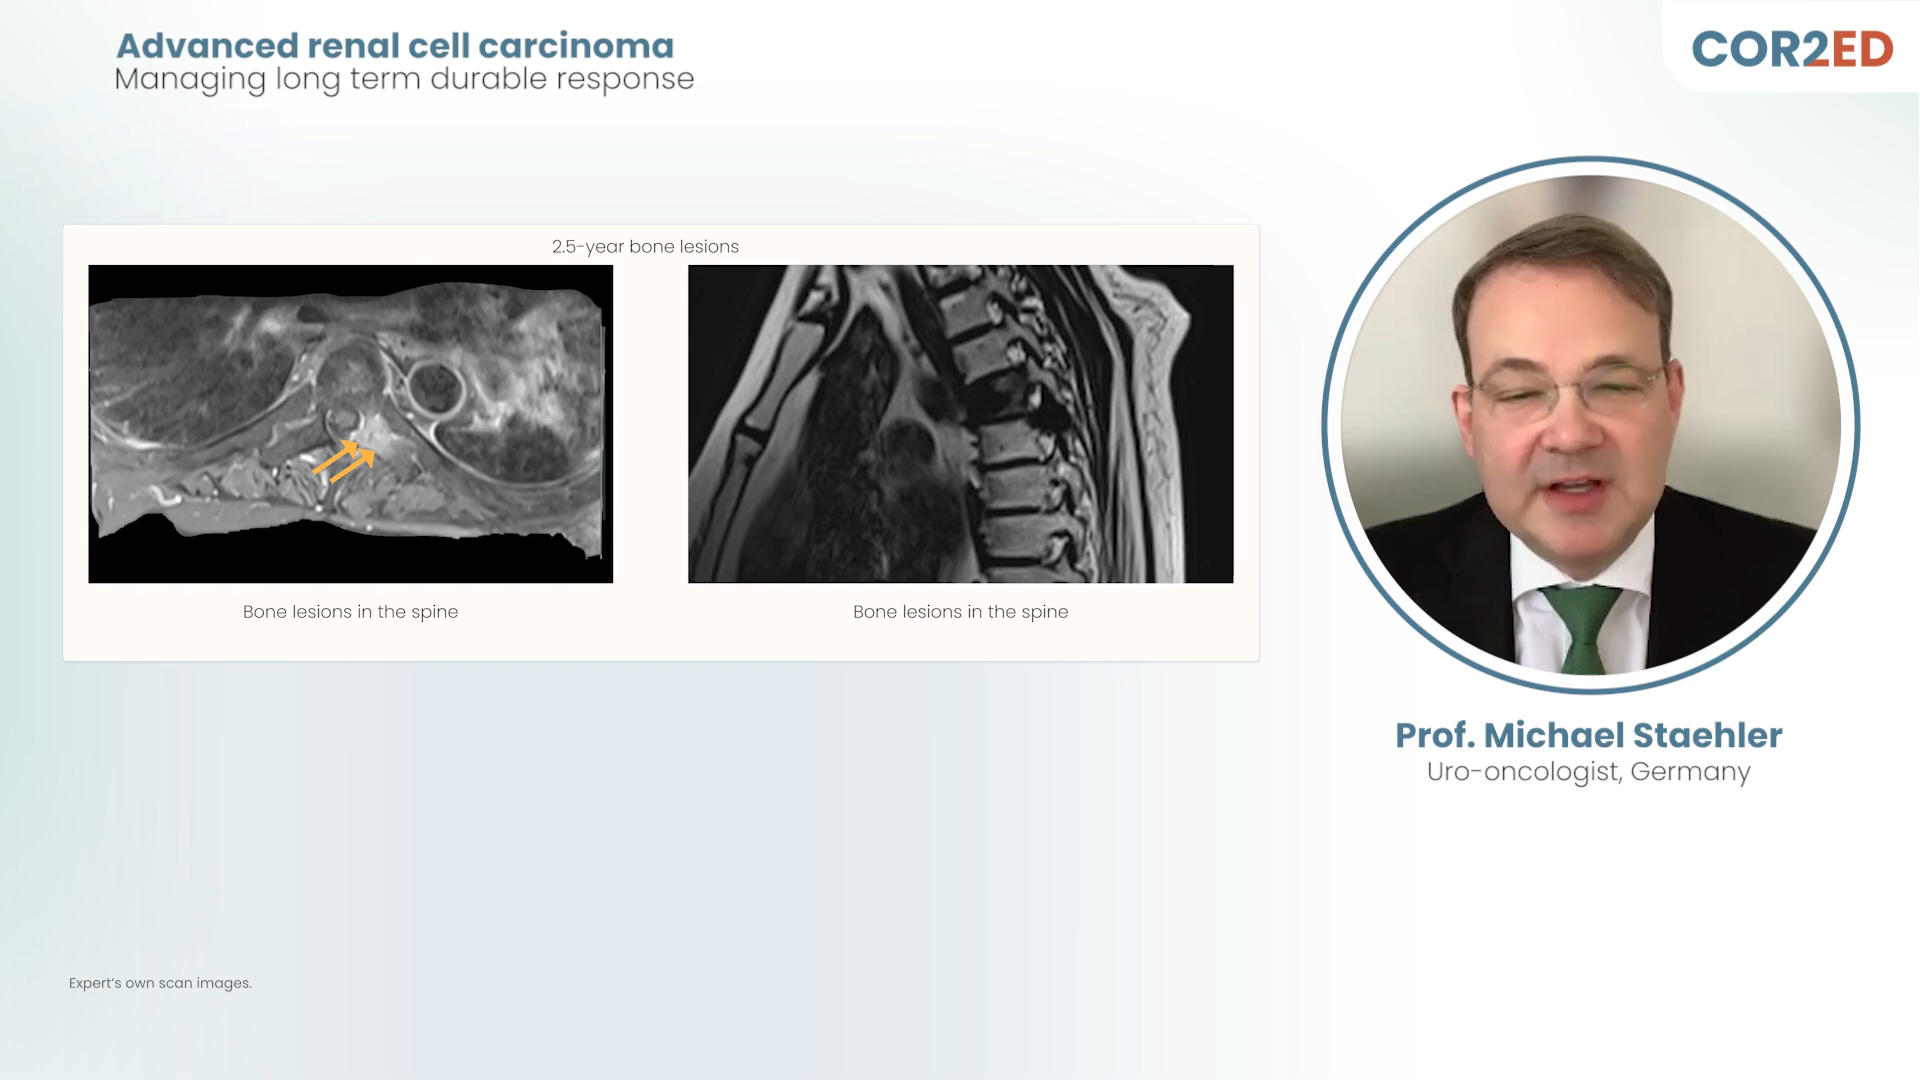 Advanced renal cell carcinoma
Managing long term durable response
COR2ED
2.5-year bone lesions
Bone lesions in the spine
Bone lesions in the spine
Prof. Michael Staehler
Uro-oncologist, Germany
Expert's own scan images.